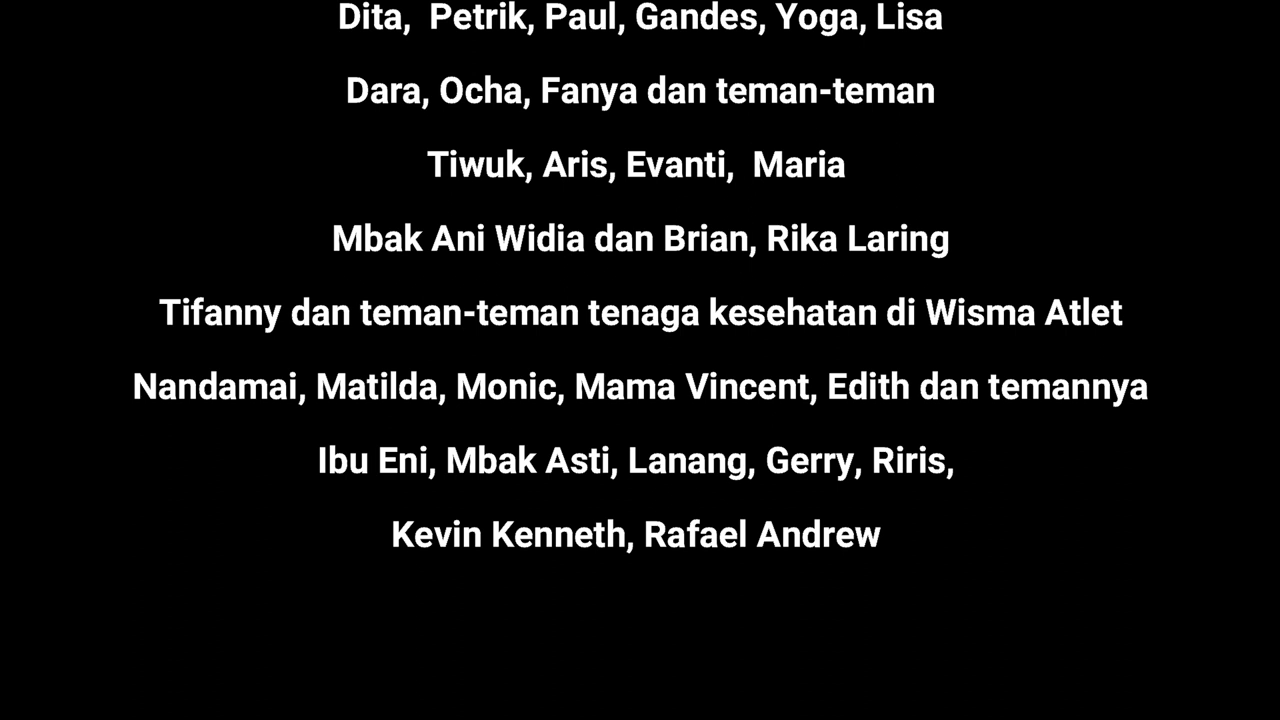 Dita,  Petrik, Paul, Gandes, Yoga, Lisa
Dara, Ocha, Fanya dan teman-teman
Tiwuk, Aris, Evanti,  Maria
Mbak Ani Widia dan Brian, Rika Laring
Tifanny dan teman-teman tenaga kesehatan di Wisma Atlet
Nandamai, Matilda, Monic, Mama Vincent, Edith dan temannya
Ibu Eni, Mbak Asti, Lanang, Gerry, Riris,
Kevin Kenneth, Rafael Andrew